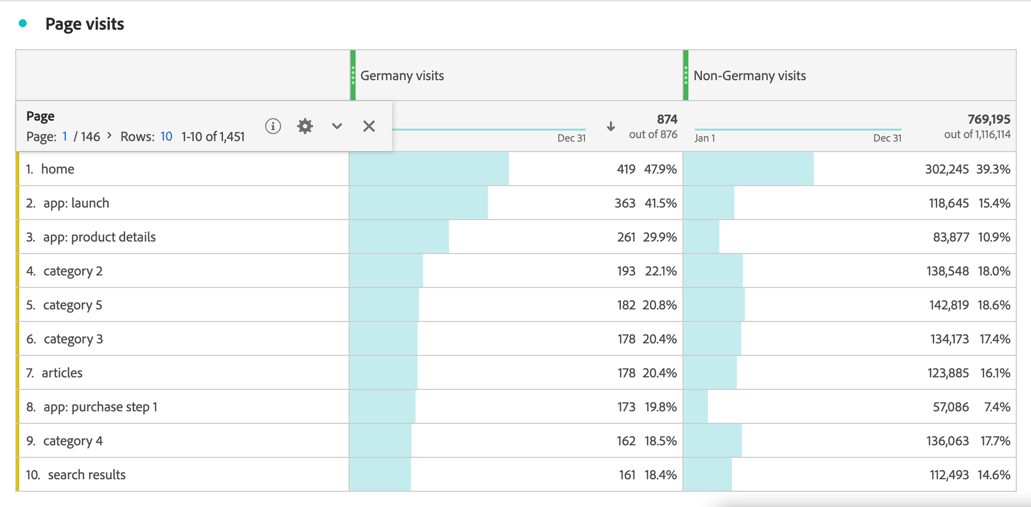 Page visits
Germany visits
Non-Germany visits
Page
Page: 1 / 146 > Rows: 10 1-10 of 1,451
Dec 31
874
out of 876
Jan 1
Dec 31
769,195
out of 1,116,114
1. home 419 47.9% 302,245 39.3%
2. app: launch 363 41.5% 118,645 15.4%
3. app: product details 261 29.9% 83,877 10.9%
4. category 2 193 22.1% 138,548 18.0%
5. category 5 182 20.8% 142,819 18.6%
6. category 3 178 20.4% 134,173 17.4%
7. articles 178 20.4% 123,885 16.1%
8. app: purchase step 1 173 19.8% 57,086 7.4%
9. category 4 162 18.5% 136,063 17.7%
10. search results 161 18.4% 112,493 14.6%